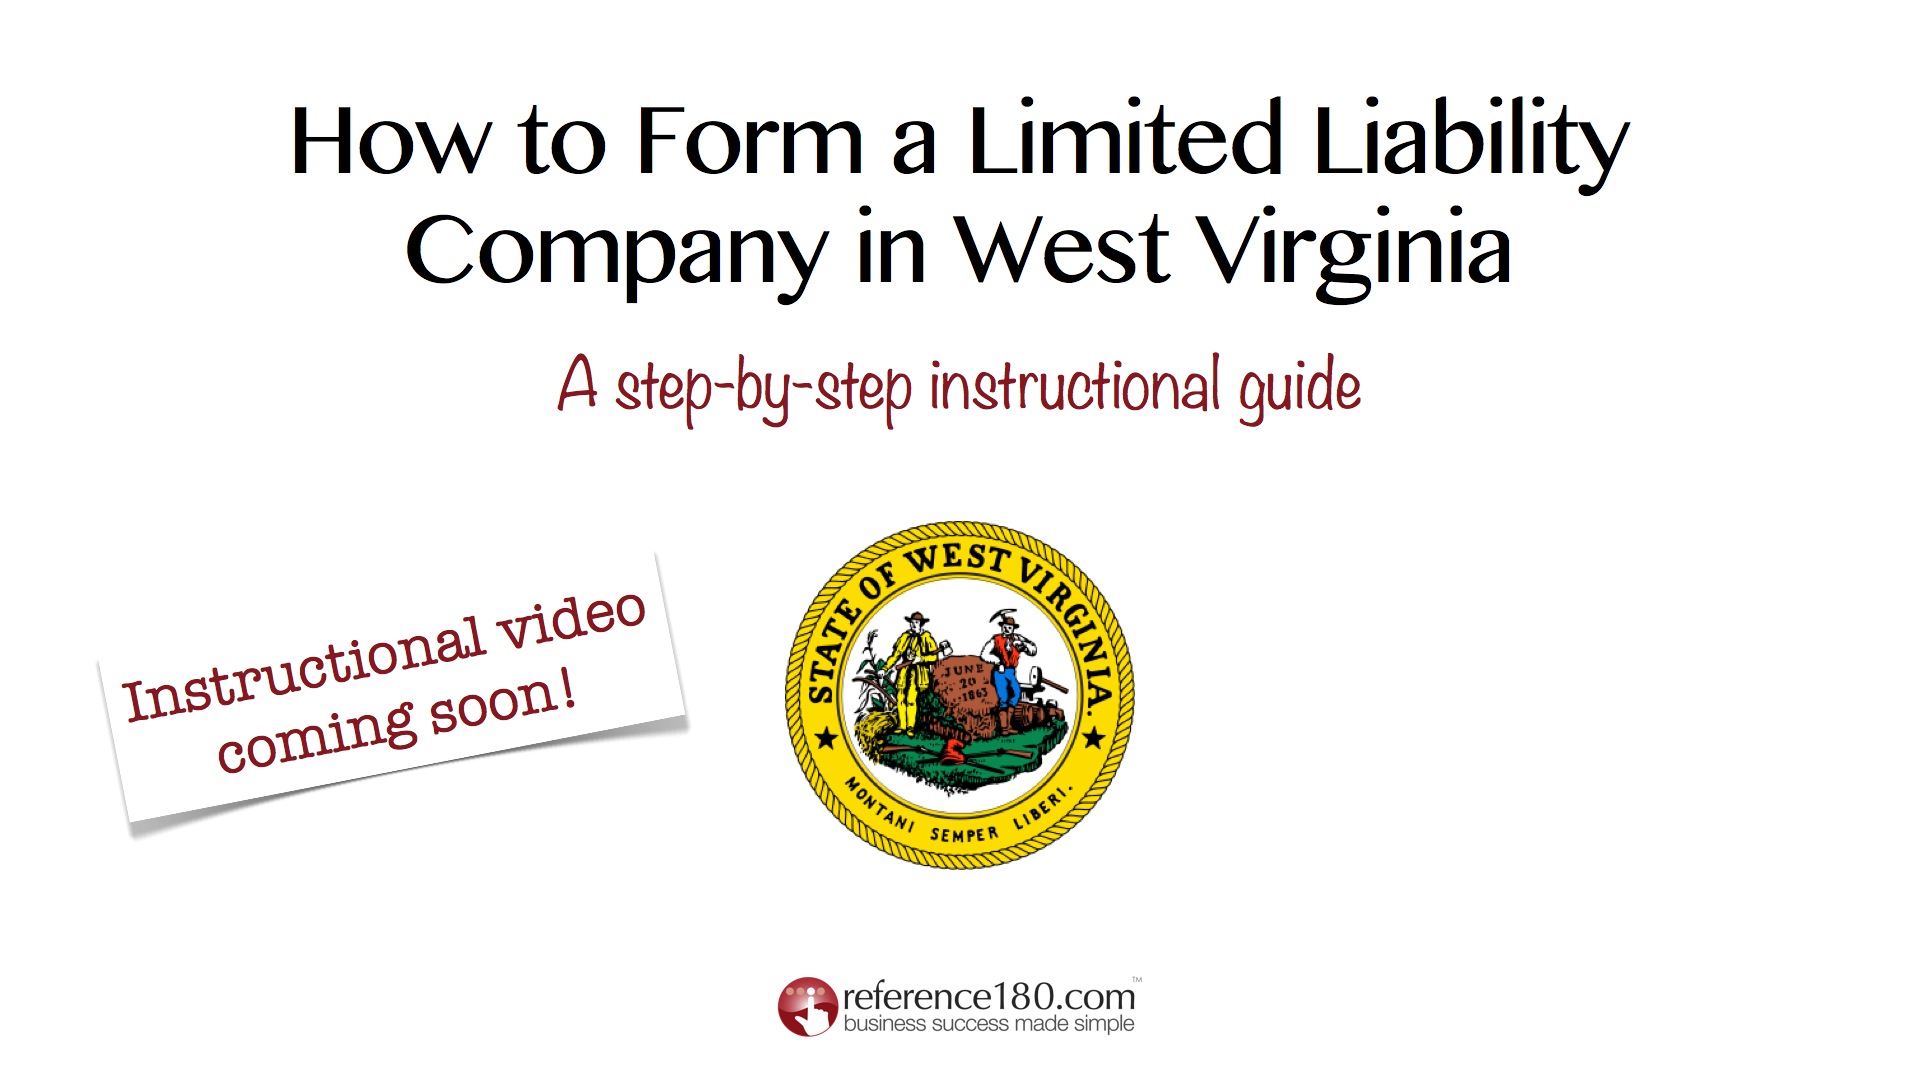 How to Form a Limited Liability
Company in West Virginia
A step-by-step instructional guide
Instructional video
coming soon!
STATE OF WEST VIRGINIA.
JUNE
20
1863
MONTANI SEMPER LIBERI.
reference180.com™
business success made simple